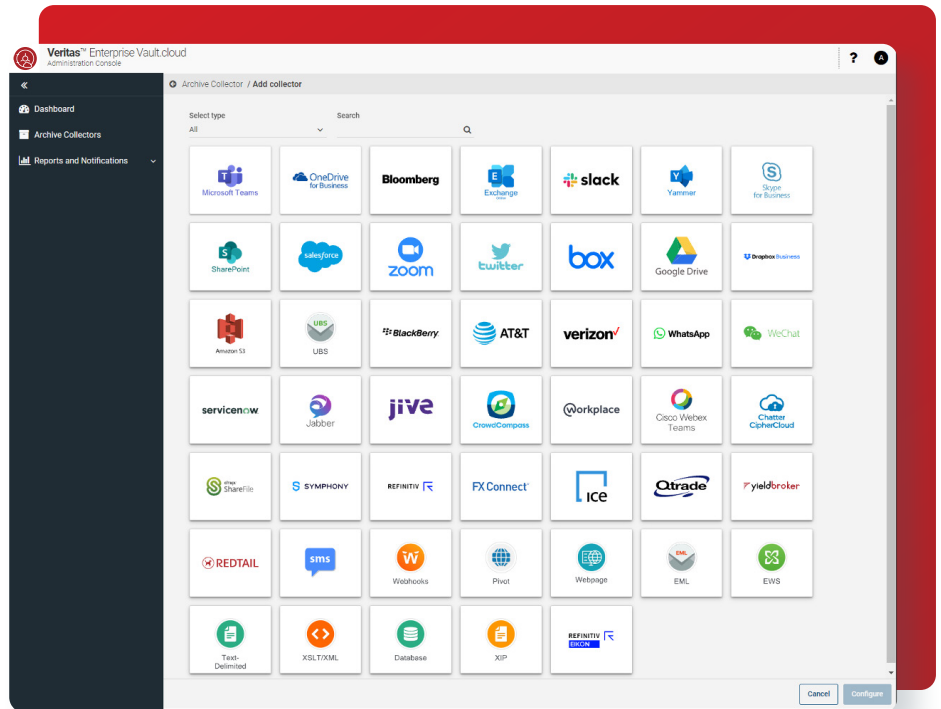 Veritas™ Enterprise Vault.cloud
Administration Console
?
A
«
Archive Collector / Add collector
Dashboard
Archive Collectors
Reports and Notifications
Select type
Search
All
Microsoft Teams
OneDrive
for Business
Bloomberg
Exchange
slack
Yammer
Skype
for Business
SharePoint
salesforce
zoom
twitter
box
Google Drive
Dropbox Business
Amazon S3
UBS
UBS
BlackBerry
AT&T
verizon✓
WhatsApp
WeChat
servicenow
Jabber
jive
CrowdCompass
workplace
Cisco Webex
Teams
Chatter
CipherCloud
citrix
ShareFile
SYMPHONY
REFINITIV
FX Connect
ice
Qtrade
yieldbroker
REDTAIL
sms
Webhooks
Pivot
Webpage
EML
EML
EWS
Text-
Delimited
XSLT/XML
Database
XIP
REFINITIV
EIKON
Cancel
Configure